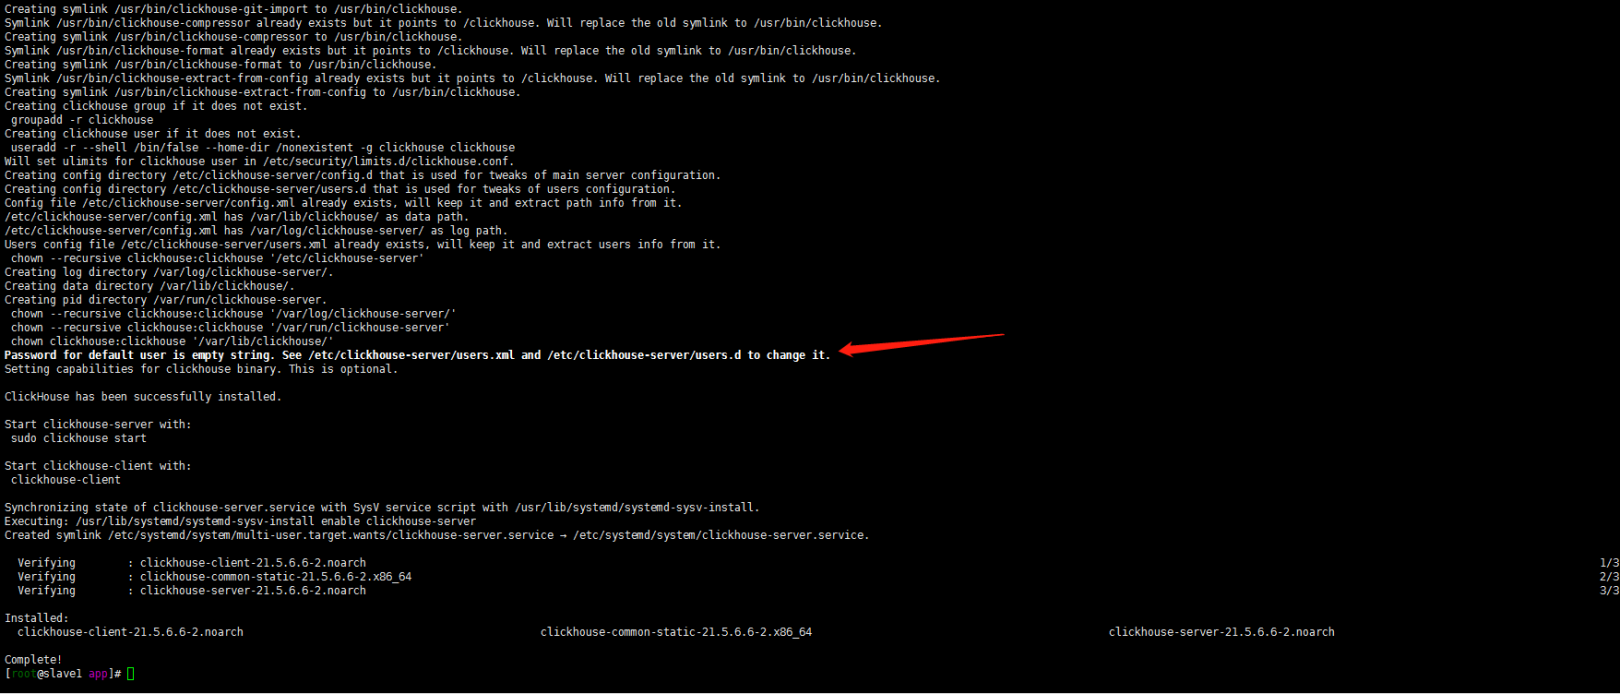 Creating symlink /usr/bin/clickhouse-git-import to /usr/bin/clickhouse.
Symlink /usr/bin/clickhouse-compressor already exists but it points to /clickhouse. Will replace the old symlink to /usr/bin/clickhouse.
Creating symlink /usr/bin/clickhouse-compressor to /usr/bin/clickhouse.
Symlink /usr/bin/clickhouse-format already exists but it points to /clickhouse. Will replace the old symlink to /usr/bin/clickhouse.
Creating symlink /usr/bin/clickhouse-format to /usr/bin/clickhouse.
Symlink /usr/bin/clickhouse-extract-from-config already exists but it points to /clickhouse. Will replace the old symlink to /usr/bin/clickhouse.
Creating symlink /usr/bin/clickhouse-extract-from-config to /usr/bin/clickhouse.
Creating clickhouse group if it does not exist.
 groupadd -r clickhouse
Creating clickhouse user if it does not exist.
 useradd -r --shell /bin/false --home-dir /nonexistent -g clickhouse clickhouse
Will set ulimits for clickhouse user in /etc/security/limits.d/clickhouse.conf.
Creating config directory /etc/clickhouse-server/config.d that is used for tweaks of main server configuration.
Creating config directory /etc/clickhouse-server/users.d that is used for tweaks of users configuration.
Config file /etc/clickhouse-server/config.xml already exists, will keep it and extract path info from it.
/etc/clickhouse-server/config.xml has /var/lib/clickhouse/ as data path.
/etc/clickhouse-server/config.xml has /var/log/clickhouse-server/ as log path.
Users config file /etc/clickhouse-server/users.xml already exists, will keep it and extract users info from it.
 chown --recursive clickhouse:clickhouse '/etc/clickhouse-server'
Creating log directory /var/log/clickhouse-server/.
Creating data directory /var/lib/clickhouse/.
Creating pid directory /var/run/clickhouse-server.
 chown --recursive clickhouse:clickhouse '/var/log/clickhouse-server/'
 chown --recursive clickhouse:clickhouse '/var/run/clickhouse-server'
 chown clickhouse:clickhouse '/var/lib/clickhouse/'
Password for default user is empty string. See /etc/clickhouse-server/users.xml and /etc/clickhouse-server/users.d to change it.
Setting capabilities for clickhouse binary. This is optional.
ClickHouse has been successfully installed.
Start clickhouse-server with:
 sudo clickhouse start
Start clickhouse-client with:
 clickhouse-client
Synchronizing state of clickhouse-server.service with SysV service script with /usr/lib/systemd/systemd-sysv-install.
Executing: /usr/lib/systemd/systemd-sysv-install enable clickhouse-server
Created symlink /etc/systemd/system/multi-user.target.wants/clickhouse-server.service → /etc/systemd/system/clickhouse-server.service.
Verifying : clickhouse-client-21.5.6.6-2.noarch 1/3
Verifying : clickhouse-common-static-21.5.6.6-2.x86_64 2/3
Verifying : clickhouse-server-21.5.6.6-2.noarch 3/3
Installed:
clickhouse-client-21.5.6.6-2.noarch clickhouse-common-static-21.5.6.6-2.x86_64 clickhouse-server-21.5.6.6-2.noarch
Complete!
[root@slave1 app]#